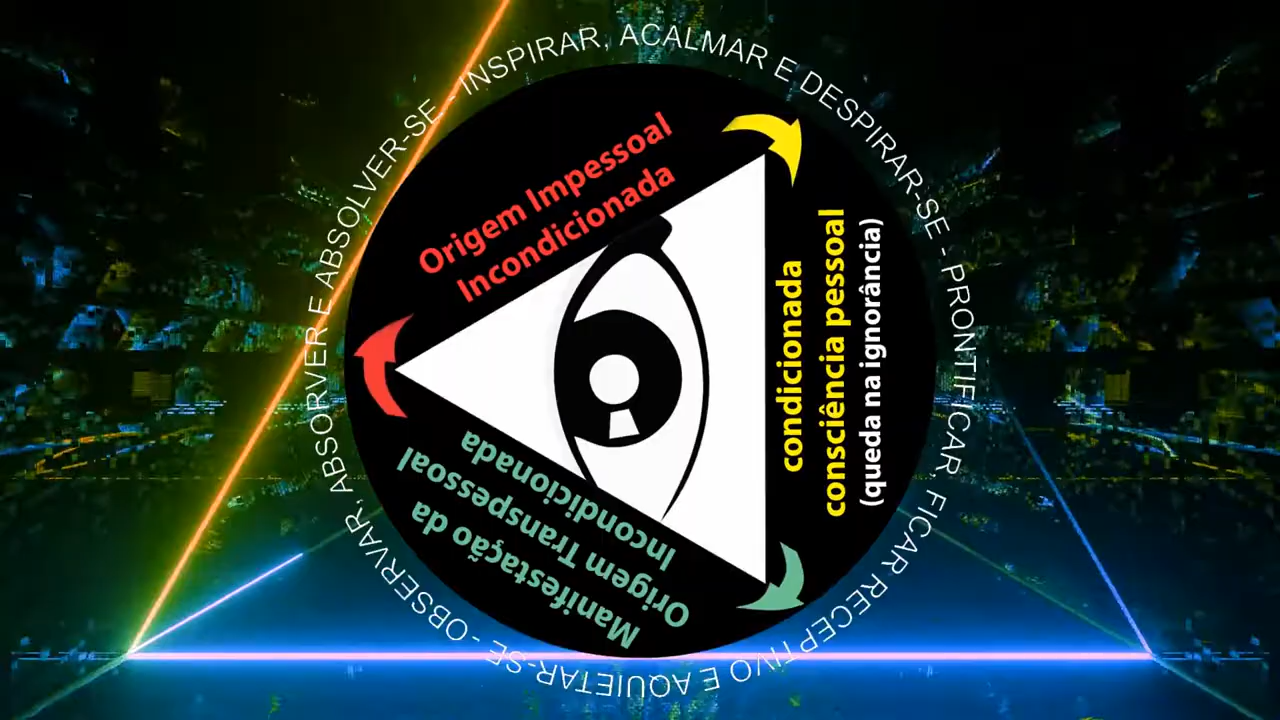 INSPIRAR, ACALMAR E DESPIRAR-SE - PRONTIFICAR, FICAR RECEPTIVO E AQUIETAR-SE - OBSERVAR, ABSORVER E ABSOLVER-SE -
Origem Impessoal
Incondicionada
condicionada
consciência pessoal
(queda na ignorância)
Manifestação da
Origem Transpessoal
Incondicionada